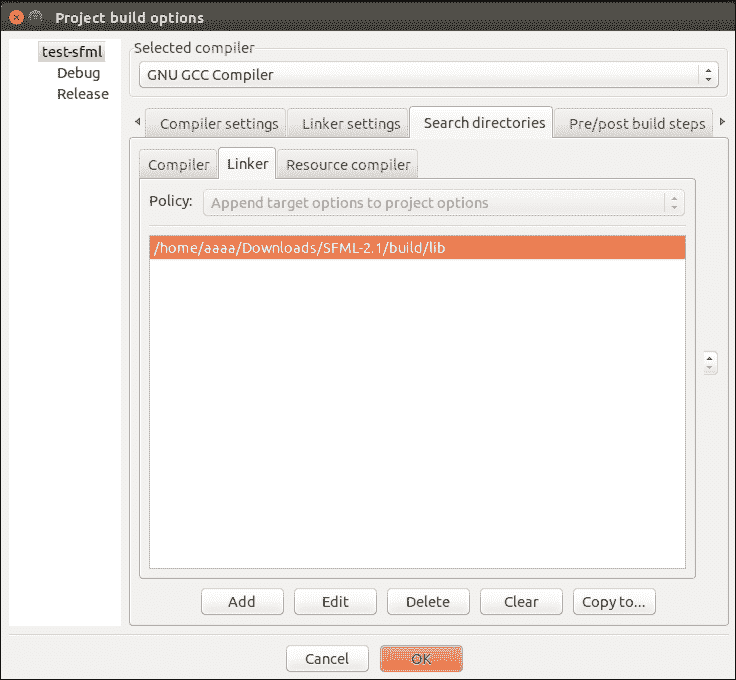 Project build options
test-sfml
Debug
Release
Selected compiler
GNU GCC Compiler
Compiler settings
Linker settings
Search directories
Pre/post build steps
Compiler
Linker
Resource compiler
Policy:
Append target options to project options
/home/aaaa/Downloads/SFML-2.1/build/lib
Add
Edit
Delete
Clear
Copy to...
Cancel
OK